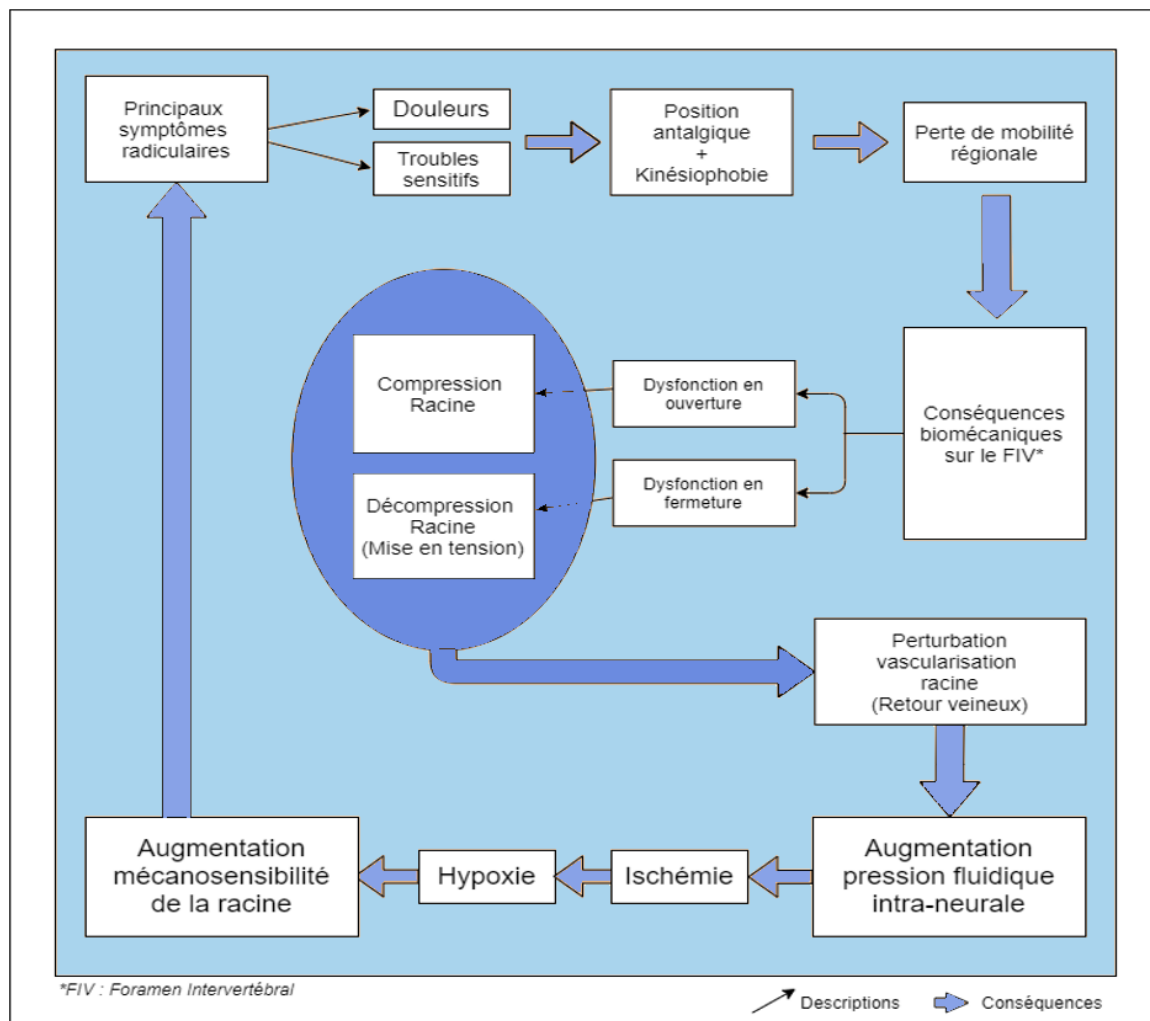 Principaux
symptômes
radiculaires
Douleurs
Troubles
sensitifs
Position
antalgique
+
Kinésiophobie
Perte de mobilité
régionale
Compression
Racine
Dysfonction en
ouverture
Conséquences
biomécaniques
sur le FIV*
Décompression
Racine
(Mise en tension)
Dysfonction en
fermeture
Perturbation
vascularisation
racine
(Retour veineux)
Augmentation
mécanosensibilité
de la racine
Hypoxie
Ischémie
Augmentation
pression fluidique
intra-neurale
*FIV : Foramen Intervertébral
Descriptions
Conséquences